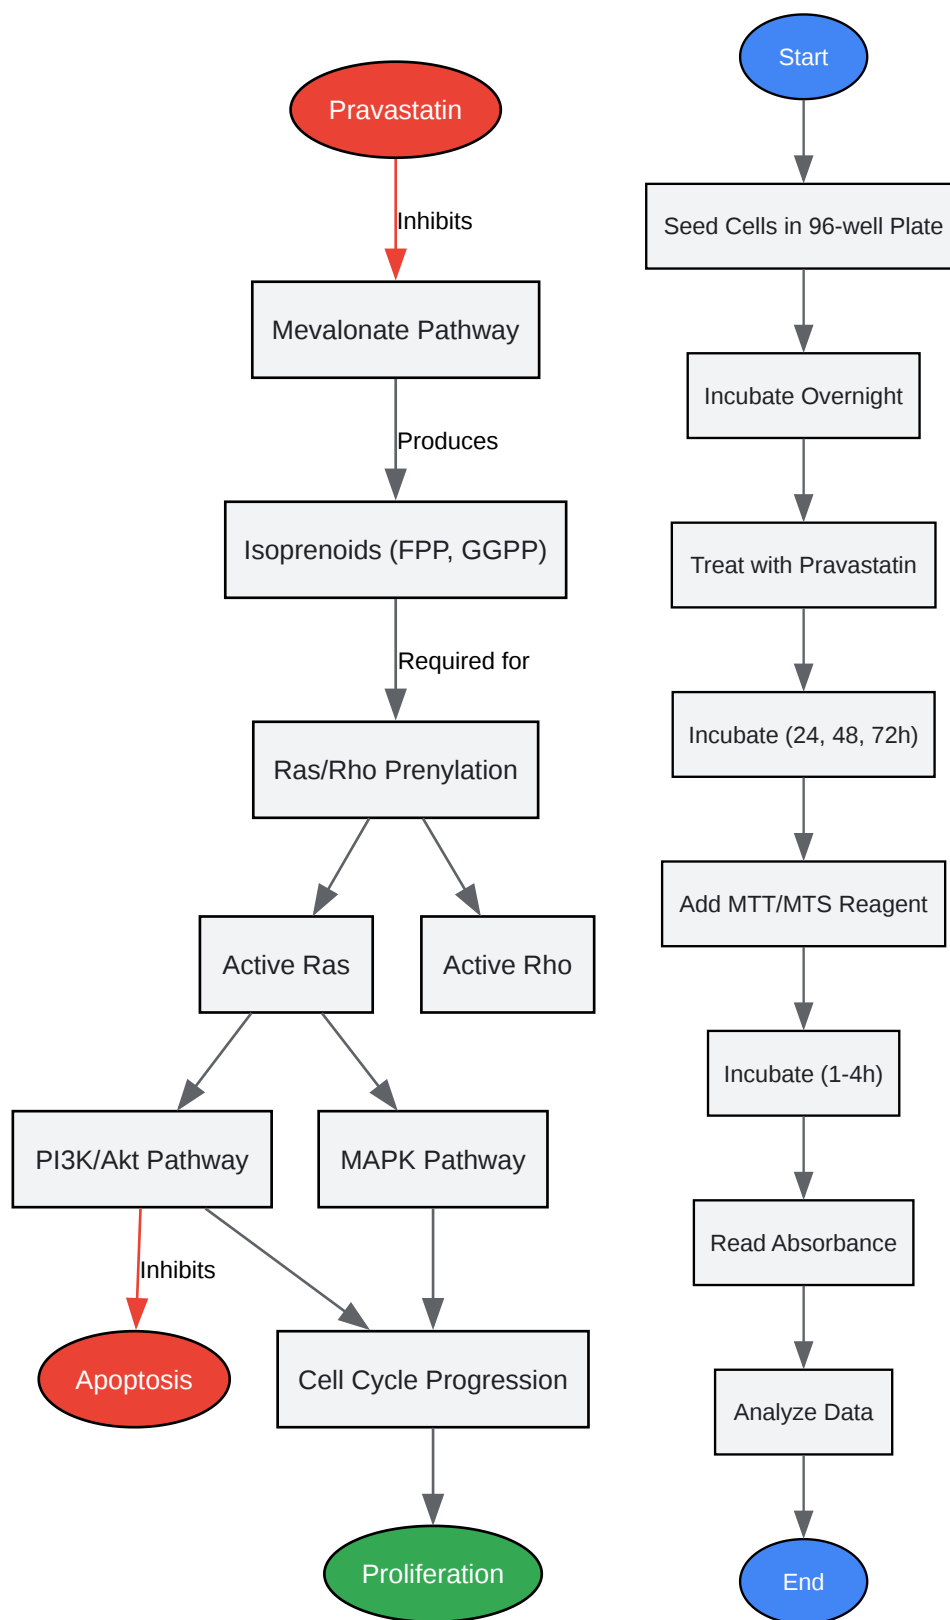 Pravastatin
Inhibits
Mevalonate Pathway
Produces
Isoprenoids (FPP, GGPP)
Required for
Ras/Rho Prenylation
Active Ras
Active Rho
PI3K/Akt Pathway
MAPK Pathway
Inhibits
Apoptosis
Cell Cycle Progression
Proliferation
Start
Seed Cells in 96-well Plate
Incubate Overnight
Treat with Pravastatin
Incubate (24, 48, 72h)
Add MTT/MTS Reagent
Incubate (1-4h)
Read Absorbance
Analyze Data
End